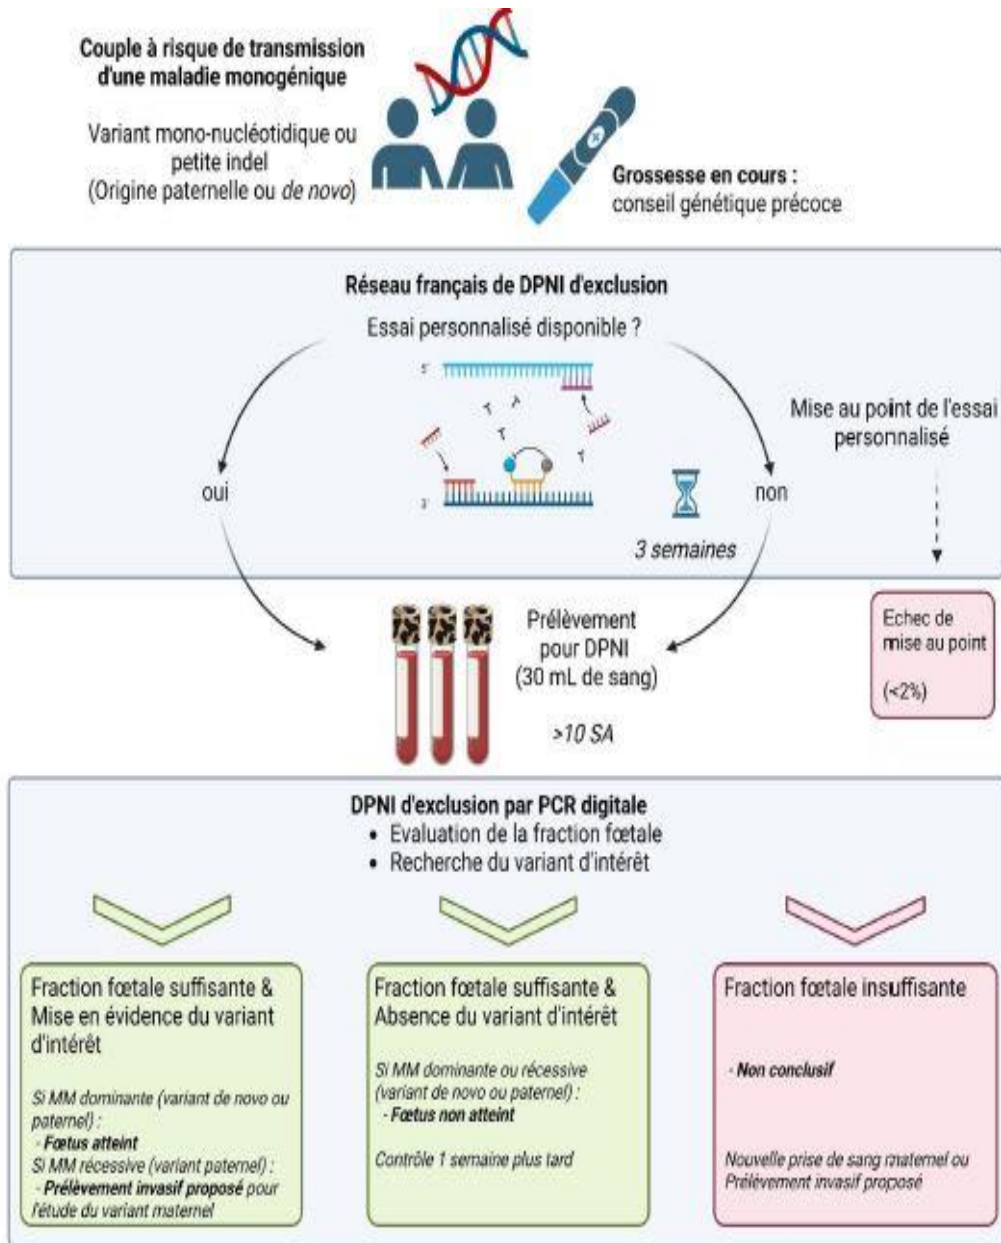 Couple à risque de transmission
d'une maladie monogénique
Variant mono-nucléotidique ou
petite indel
(Origine paternelle ou de novo)
Grossesse en cours :
conseil génétique précoce
Réseau français de DPNI d'exclusion
Essai personnalisé disponible ?
5´
3´
oui
non
3 semaines
Mise au point de l'essai
personnalisé
Echec de
mise au point
(<2%)
Prélèvement
pour DPNI
(30 mL de sang)
>10 SA
DPNI d'exclusion par PCR digitale
• Evaluation de la fraction fœtale
• Recherche du variant d'intérêt
Fraction fœtale suffisante &
Mise en évidence du variant
d'intérêt
Si MM dominante (variant de novo ou
paternel) :
- Fœtus atteint
Si MM récessive (variant paternel) :
- Prélèvement invasif proposé pour
l'étude du variant maternel
Fraction fœtale suffisante &
Absence du variant d'intérêt
Si MM dominante ou récessive
(variant de novo ou paternel) :
- Fœtus non atteint
Contrôle 1 semaine plus tard
Fraction fœtale insuffisante
- Non conclusif
Nouvelle prise de sang maternel ou
Prélèvement invasif proposé